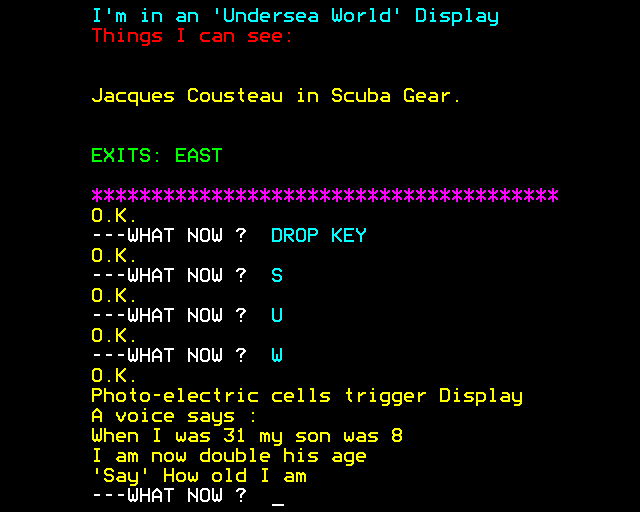 I'm in an 'Undersea World' Display
Things I can see:
Jacques Cousteau in Scuba Gear.
EXITS: EAST
***************************************
O.K.
---WHAT NOW ?  DROP KEY
O.K.
---WHAT NOW ?  S
O.K.
---WHAT NOW ?  U
O.K.
---WHAT NOW ?  W
O.K.
Photo-electric cells trigger Display
A voice says :
When I was 31 my son was 8
I am now double his age
'Say' How old I am
---WHAT NOW ?  _